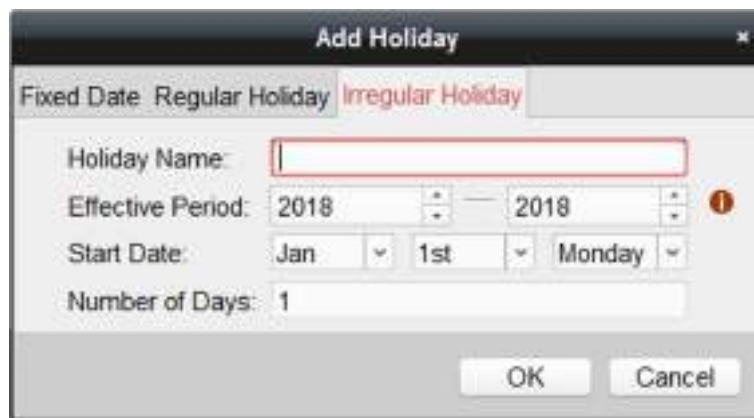 Add Holiday
Fixed Date Regular Holiday Irregular Holiday
Holiday Name:
Effective Period: 2018 — 2018
Start Date: Jan 1st Monday
Number of Days: 1
OK Cancel